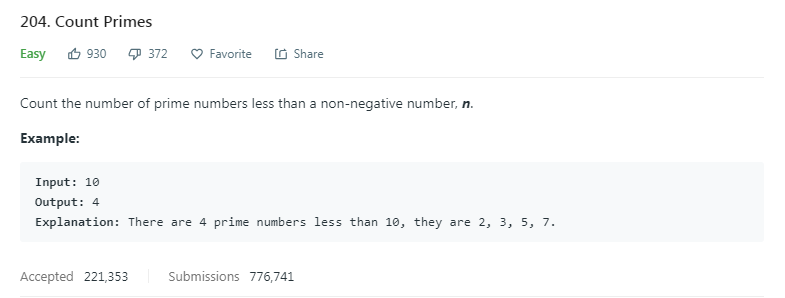 204. Count Primes
Easy 930 372 Favorite Share
Count the number of prime numbers less than a non-negative number, n.
Example:
Input: 10
Output: 4
Explanation: There are 4 prime numbers less than 10, they are 2, 3, 5, 7.
Accepted 221,353 Submissions 776,741